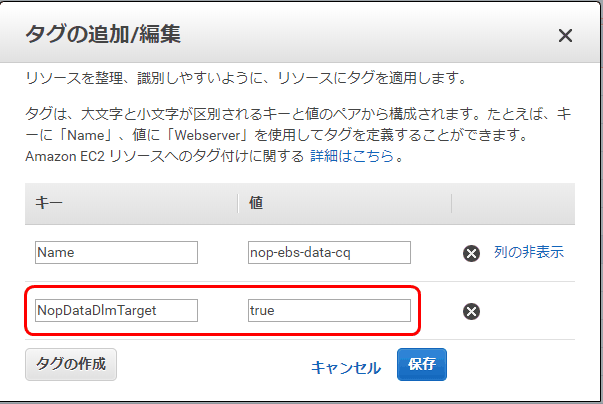 タグの追加/編集
リソースを整理、識別しやすいように、リソースにタグを適用します。
タグは、大文字と小文字が区別されるキーと値のペアから構成されます。たとえば、キ
ーに「Name」、値に「Webserver」を使用してタグを定義することができます。
Amazon EC2 リソースへのタグ付けに関する 詳細はこちら。
キー 値
Name nop-ebs-data-cq 列の非表示
NopDataDlmTarget true
タグの作成 キャンセル 保存